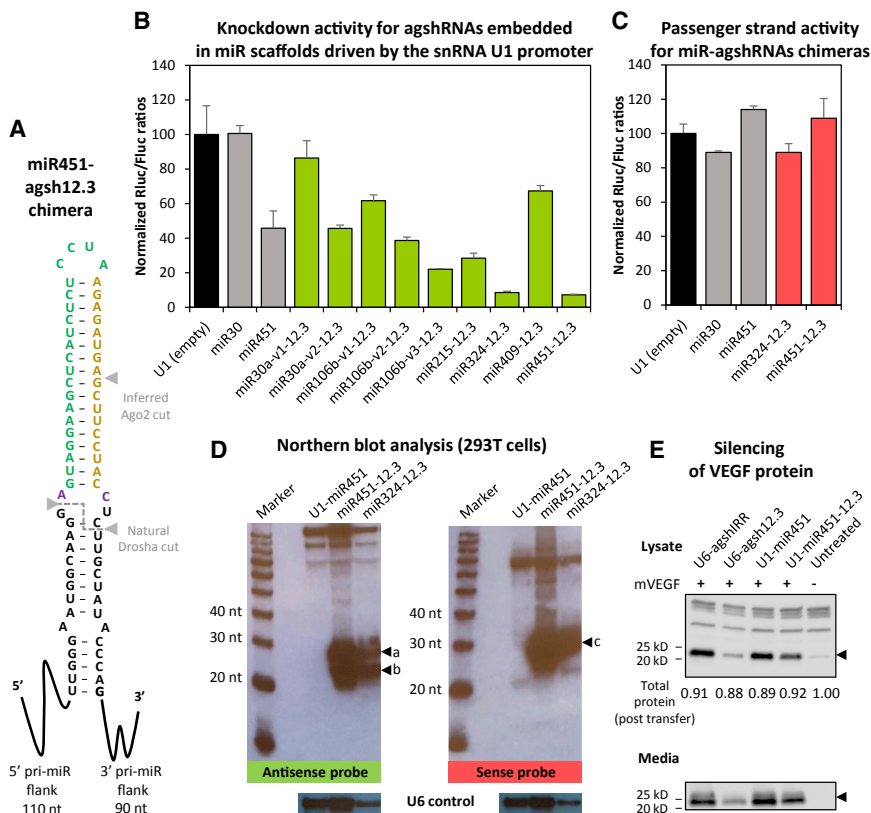 A
miR451-
agsh12.3
chimera
C C U A
C
U
C
U
C
A
U
C
U
C
G
A
A
G
G
A
U
G
A
G
A
G
A
U
G
A
G
C
U
U
C
C
U
A
C
A
C
G
U
G
C
G
U
A
U
A
G
C
C
U
G
U
G
A
A
U
A
A
C
G
C
G
C
G
C
U
A
U
G
Inferred
Ago2 cut
Natural
Drosha cut
5'
3'
5' pri-miR
flank
110 nt
3' pri-miR
flank
90 nt
B
Knockdown activity for agshRNAs embedded
in miR scaffolds driven by the snRNA U1 promoter
Normalized Rluc/Fluc ratios
140
120
100
80
60
40
20
0
U1 (empty)
miR30
miR451
miR30a-v1-12.3
miR30a-v2-12.3
miR106b-v1-12.3
miR106b-v2-12.3
miR106b-v3-12.3
miR215-12.3
miR324-12.3
miR409-12.3
miR451-12.3
C
Passenger strand activity
for miR-agshRNAs chimeras
Normalized Rluc/Fluc ratios
140
120
100
80
60
40
20
0
U1 (empty)
miR30
miR451
miR324-12.3
miR451-12.3
D
Northern blot analysis (293T cells)
Marker
U1-miR451
miR451-12.3
miR324-12.3
40 nt
30 nt
20 nt
a
b
Antisense probe
Marker
U1-miR451
miR451-12.3
miR324-12.3
40 nt
30 nt
20 nt
c
Sense probe
U6 control
E
Silencing
of VEGF protein
Lysate
U6-agshIRR
U6-agsh12.3
U1-miR451
U1-miR451-12.3
Untreated
mVEGF + + + + -
25 kD
20 kD
Total
protein
(post transfer)
0.91 0.88 0.89 0.92 1.00
Media
25 kD
20 kD